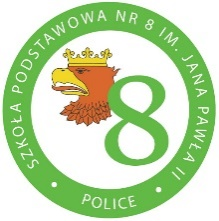 SZKOŁA PODSTAWOWA NR 8 IM. JANA PAWŁA II
8
• POLICE •